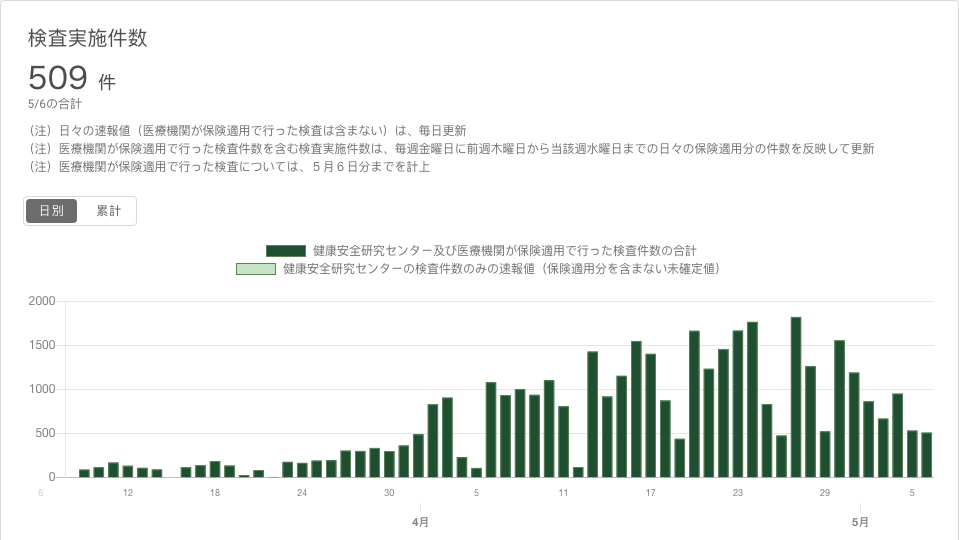 検査実施件数
509 件
5/6の合計
（注）日々の速報値（医療機関が保険適用で行った検査は含まない）は、毎日更新
（注）医療機関が保険適用で行った検査件数を含む検査実施件数は、毎週金曜日に前週木曜日から当該週水曜日までの日々の保険適用分の件数を反映して更新
（注）医療機関が保険適用で行った検査については、５月６日分までを計上
日別 累計
健康安全研究センター及び医療機関が保険適用で行った検査件数の合計
健康安全研究センターの検査件数のみの速報値（保険適用分を含まない未確定値）
2000
1500
1000
500
0
6 12 18 24 30 5 11 17 23 29 5
4月 5月